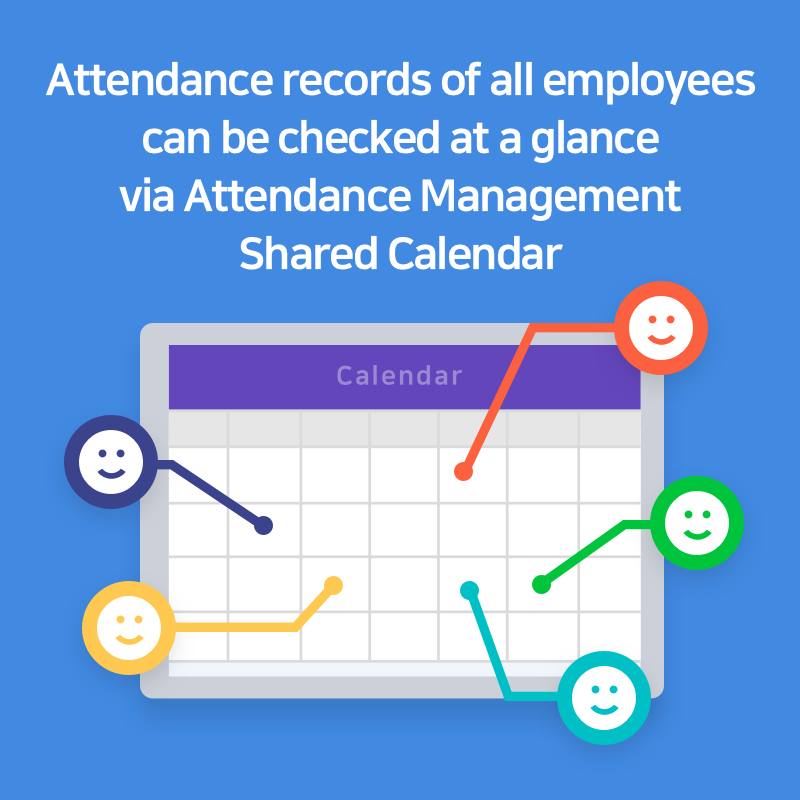 Attendance records of all employees
can be checked at a glance
via Attendance Management
Shared Calendar
Calendar